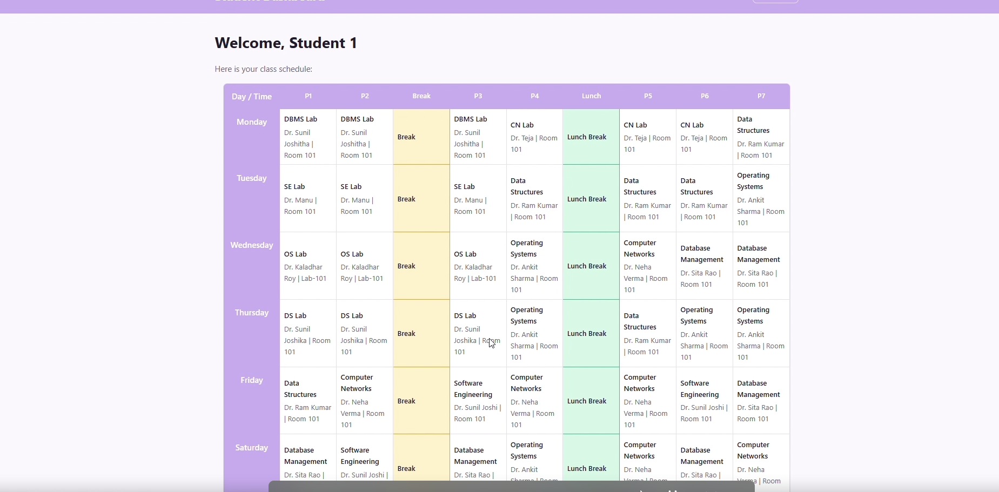 Welcome, Student 1
Here is your class schedule:
Day / Time P1 P2 Break P3 P4 Lunch P5 P6 P7
Monday
DBMS Lab
Dr. Sunil
Joshitha |
Room 101
DBMS Lab
Dr. Sunil
Joshitha |
Room 101
Break
DBMS Lab
Dr. Sunil
Joshitha |
Room 101
CN Lab
Dr. Teja | Room
101
Lunch Break
CN Lab
Dr. Teja | Room
101
CN Lab
Dr. Teja | Room
101
Data
Structures
Dr. Ram Kumar
| Room 101
Tuesday
SE Lab
Dr. Manu |
Room 101
SE Lab
Dr. Manu |
Room 101
Break
SE Lab
Dr. Manu |
Room 101
Data
Structures
Dr. Ram Kumar
| Room 101
Lunch Break
Data
Structures
Dr. Ram Kumar
| Room 101
Data
Structures
Dr. Ram Kumar
| Room 101
Operating
Systems
Dr. Ankit
Sharma | Room
101
Wednesday
OS Lab
Dr. Kaladhar
Roy | Lab-101
OS Lab
Dr. Kaladhar
Roy | Lab-101
Break
OS Lab
Dr. Kaladhar
Roy | Lab-101
Operating
Systems
Dr. Ankit
Sharma | Room
101
Lunch Break
Computer
Networks
Dr. Neha
Verma | Room
101
Database
Management
Dr. Sita Rao |
Room 101
Database
Management
Dr. Sita Rao |
Room 101
Thursday
DS Lab
Dr. Sunil
Joshika | Room
101
DS Lab
Dr. Sunil
Joshika | Room
101
Break
DS Lab
Dr. Sunil
Joshika | Room
101
Operating
Systems
Dr. Ankit
Sharma | Room
101
Lunch Break
Data
Structures
Dr. Ram Kumar
| Room 101
Operating
Systems
Dr. Ankit
Sharma | Room
101
Operating
Systems
Dr. Ankit
Sharma | Room
101
Friday
Data
Structures
Dr. Ram Kumar
| Room 101
Computer
Networks
Dr. Neha
Verma | Room
101
Break
Software
Engineering
Dr. Sunil Joshi |
Room 101
Computer
Networks
Dr. Neha
Verma | Room
101
Lunch Break
Computer
Networks
Dr. Neha
Verma | Room
101
Software
Engineering
Dr. Sunil Joshi |
Room 101
Database
Management
Dr. Sita Rao |
Room 101
Saturday
Database
Management
Dr. Sita Rao |
Software
Engineering
Dr. Sunil Joshi |
Break
Database
Management
Dr. Sita Rao |
Operating
Systems
Dr. Ankit
Sharma | Room
Lunch Break
Computer
Networks
Dr. Neha
Verma | Room
Database
Management
Dr. Sita Rao |
Computer
Networks
Dr. Neha
Verma | Room